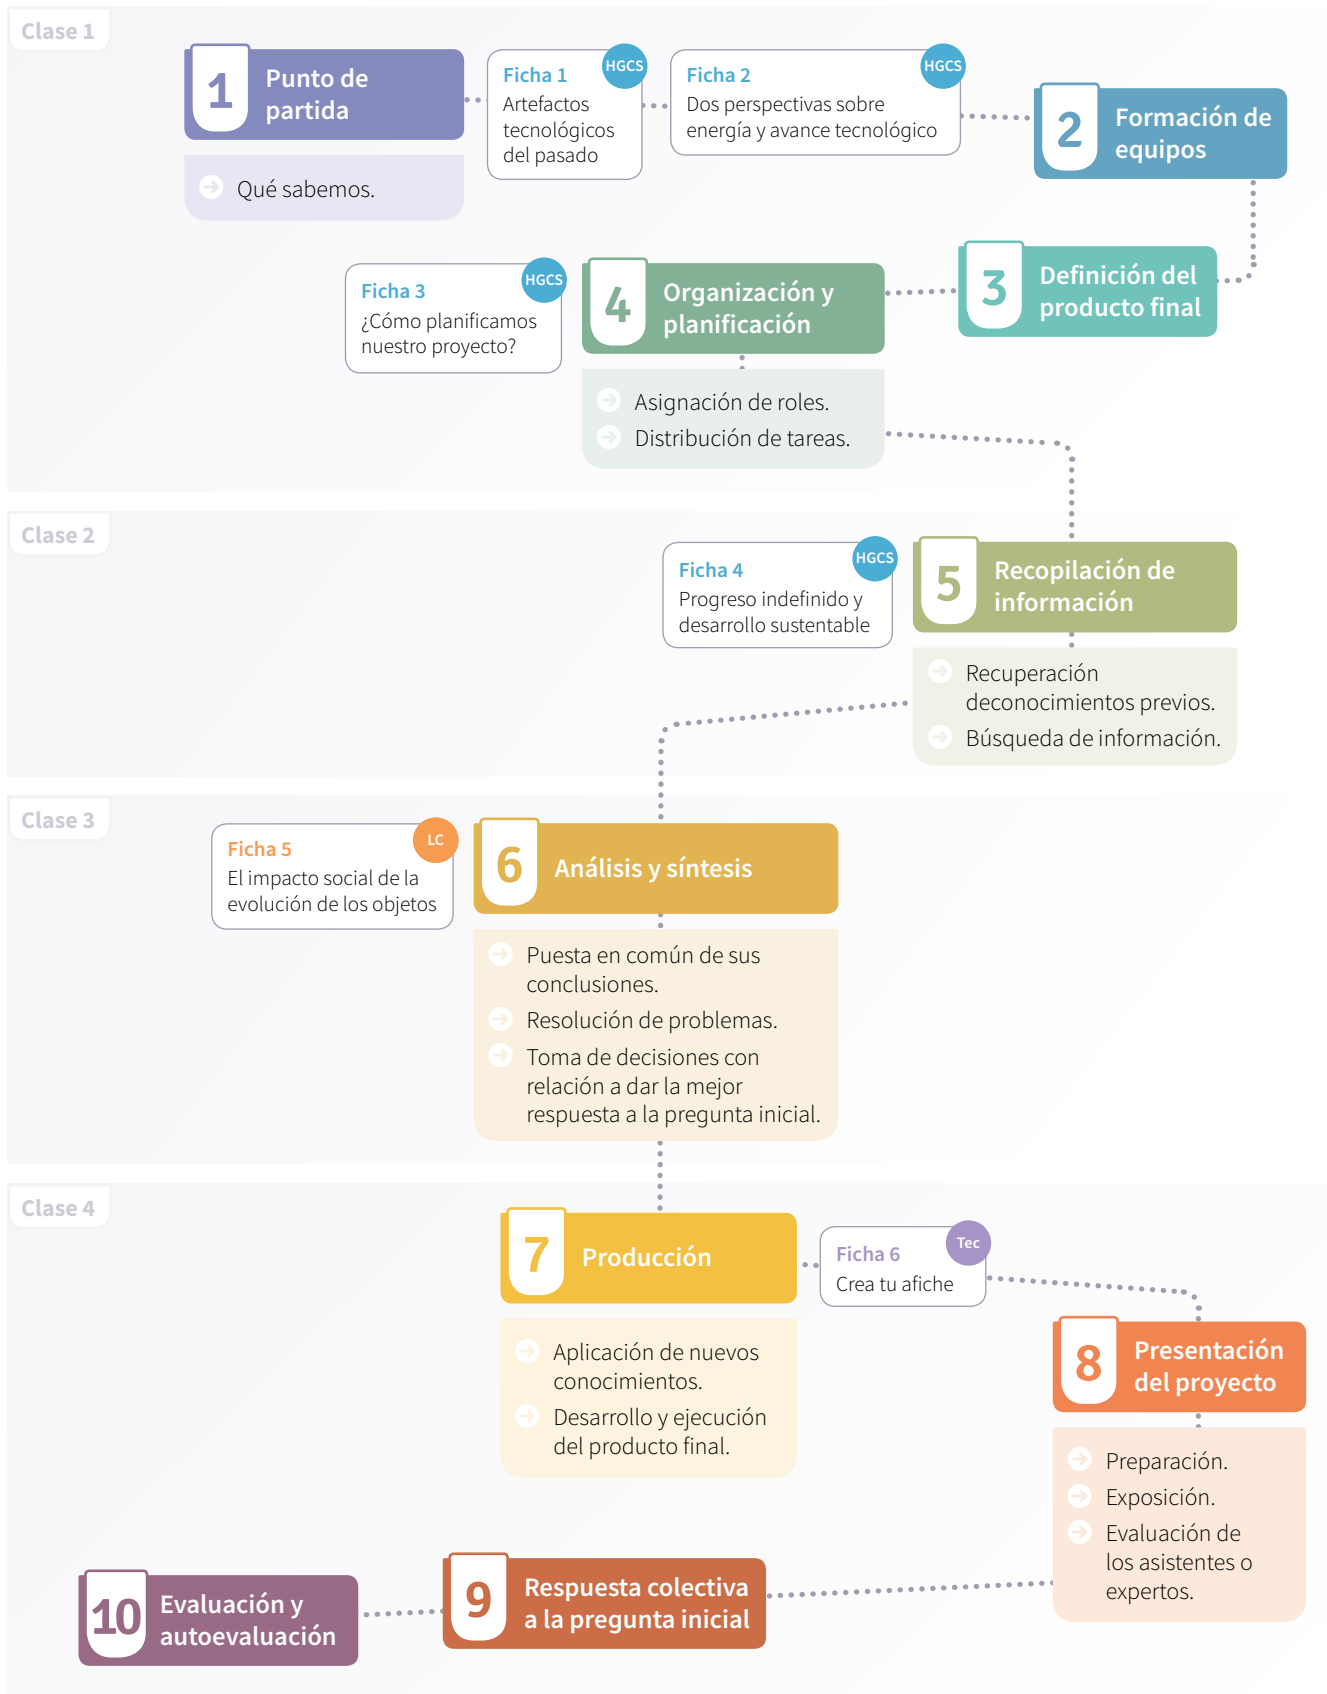 Clase 1
1
Punto de
partida
Qué sabemos.
HGCS
Ficha 1
Artefactos
tecnológicos
del pasado
HGCS
Ficha 2
Dos perspectivas sobre
energía y avance tecnológico
2
Formación de
equipos
3
Definición del
producto final
4
Organización y
planificación
Asignación de roles.
Distribución de tareas.
HGCS
Ficha 3
¿Cómo planificamos
nuestro proyecto?
Clase 2
HGCS
Ficha 4
Progreso indefinido y
desarrollo sustentable
5
Recopilación de
información
Recuperación
deconocimientos previos.
Búsqueda de información.
Clase 3
LC
Ficha 5
El impacto social de la
evolución de los objetos
6
Análisis y síntesis
Puesta en común de sus
conclusiones.
Resolución de problemas.
Toma de decisiones con
relación a dar la mejor
respuesta a la pregunta inicial.
Clase 4
7
Producción
Aplicación de nuevos
conocimientos.
Desarrollo y ejecución
del producto final.
Tec
Ficha 6
Crea tu afiche
8
Presentación
del proyecto
Preparación.
Exposición.
Evaluación de
los asistentes o
expertos.
9
Respuesta colectiva
a la pregunta inicial
10
Evaluación y
autoevaluación